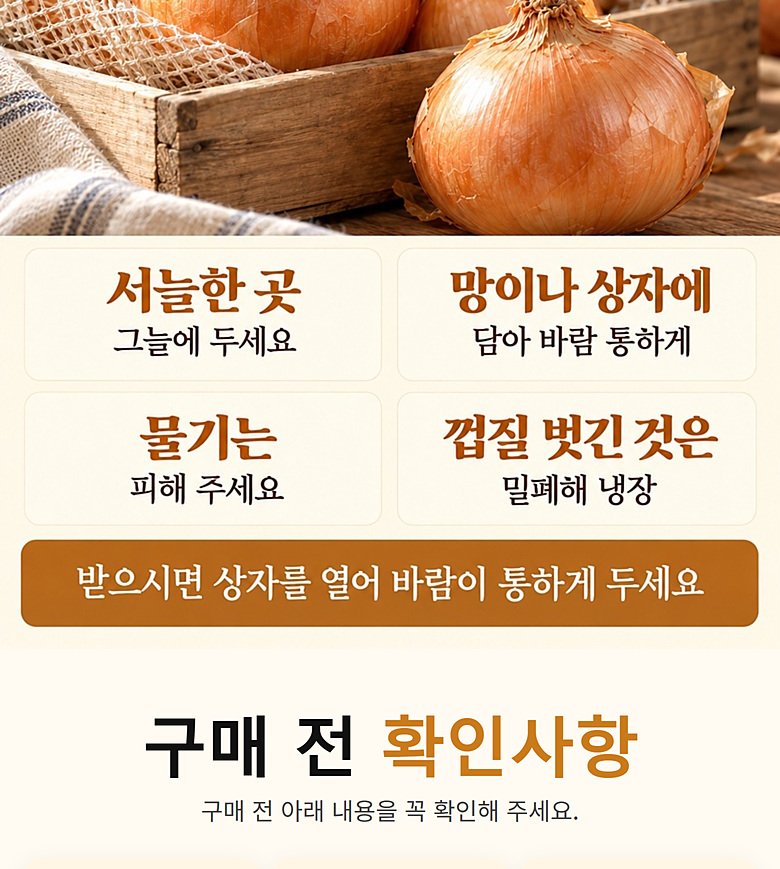 서늘한 곳
그늘에 두세요
망이나 상자에
담아 바람 통하게
물기는
피해 주세요
껍질 벗긴 것은
밀폐해 냉장
받으시면 상자를 열어 바람이 통하게 두세요
구매 전 확인사항
구매 전 아래 내용을 꼭 확인해 주세요.